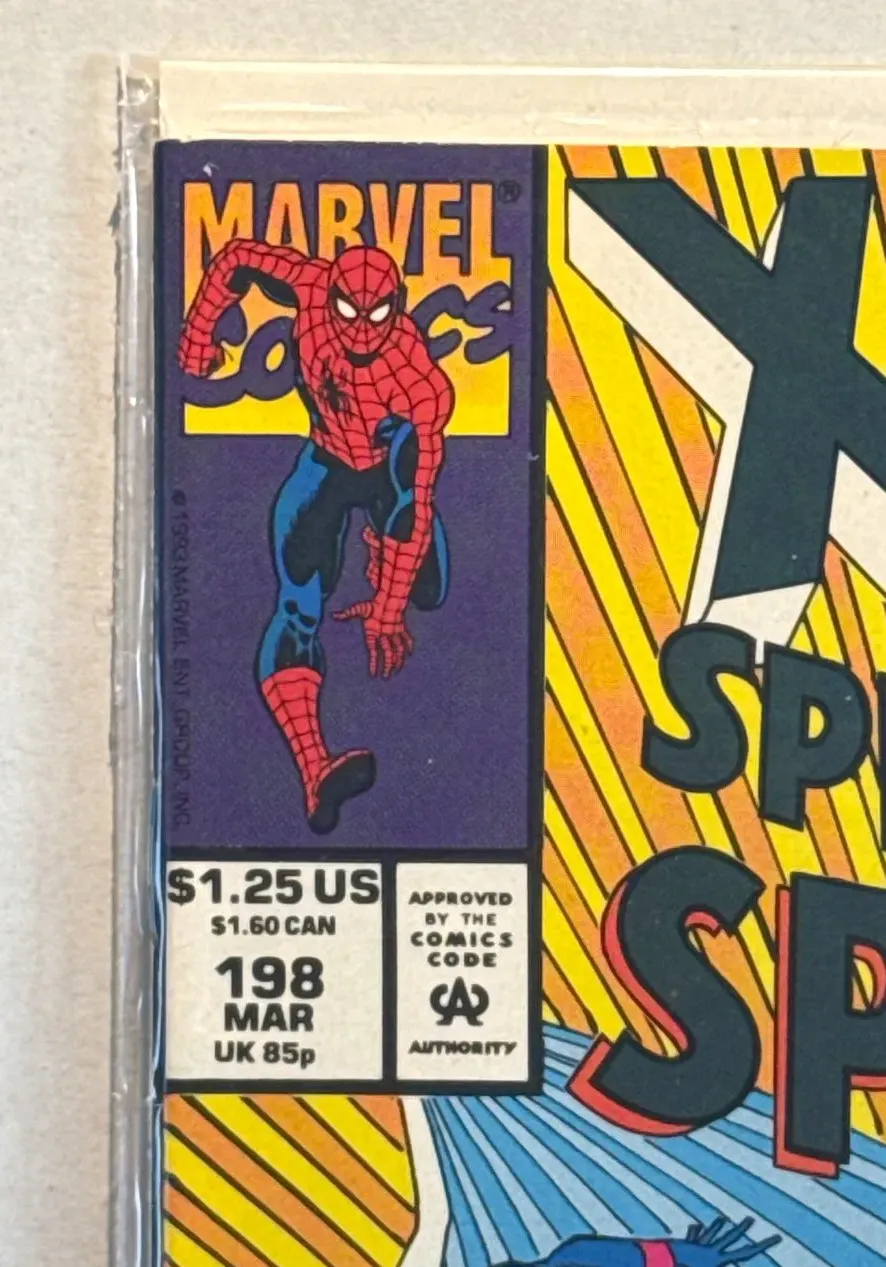 MARVEL®
Comics
© 1993 MARVEL ENT. GROUP, INC.
$1.25 US
$1.60 CAN
198
MAR
UK 85p
APPROVED
BY THE
COMICS
CODE
CA
AUTHORITY
X
SP
SP